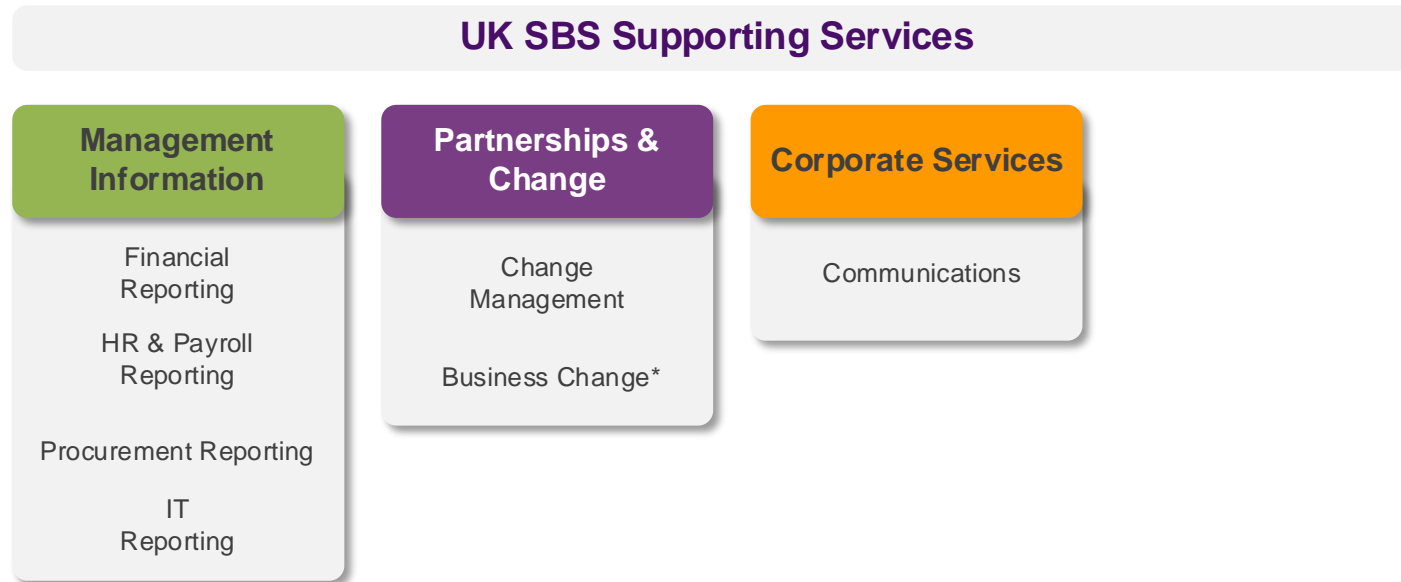 UK SBS Supporting Services
Management
Information
Financial
Reporting
HR & Payroll
Reporting
Procurement Reporting
IT
Reporting
Partnerships &
Change
Change
Management
Business Change*
Corporate Services
Communications